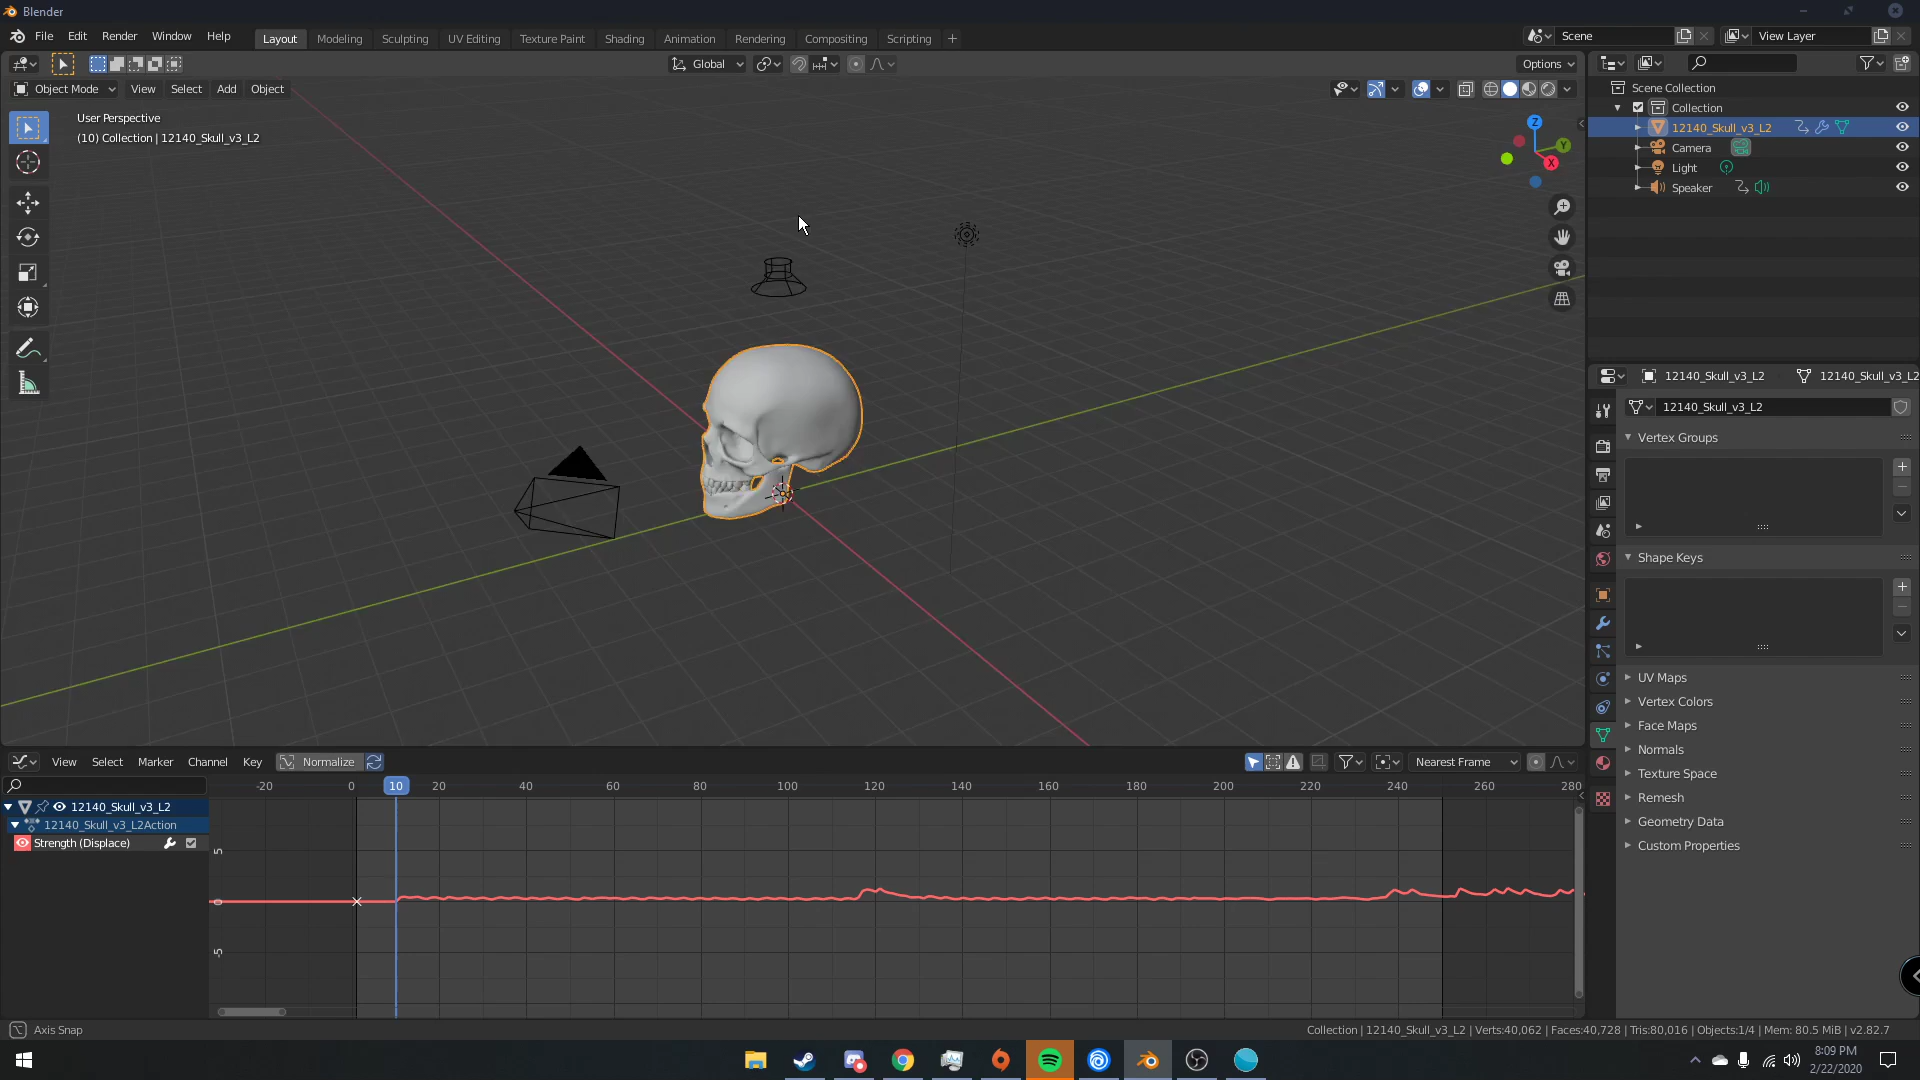 Blender
File Edit Render Window Help
Layout Modeling Sculpting UV Editing Texture Paint Shading Animation Rendering Compositing Scripting +
Scene
View Layer
Global
Options
Object Mode View Select Add Object
User Perspective
(10) Collection | 12140_Skull_v3_L2
Z
Y
X
Scene Collection
Collection
12140_Skull_v3_L2
Camera
Light
Speaker
12140_Skull_v3_L2 12140_Skull_v3_L2
12140_Skull_v3_L2
Vertex Groups
Shape Keys
UV Maps
Vertex Colors
Face Maps
Normals
Texture Space
Remesh
Geometry Data
Custom Properties
View Select Marker Channel Key Normalize Nearest Frame
-20 0 10 20 40 60 80 100 120 140 160 180 200 220 240 260 280
12140_Skull_v3_L2
12140_Skull_v3_L2Action
Strength (Displace)
5
0
-5
Axis Snap
Collection | 12140_Skull_v3_L2 | Verts:40,062 | Faces:40,728 | Tris:80,016 | Objects:1/4 | Mem: 80.5 MiB | v2.82.7
8:09 PM
2/22/2020